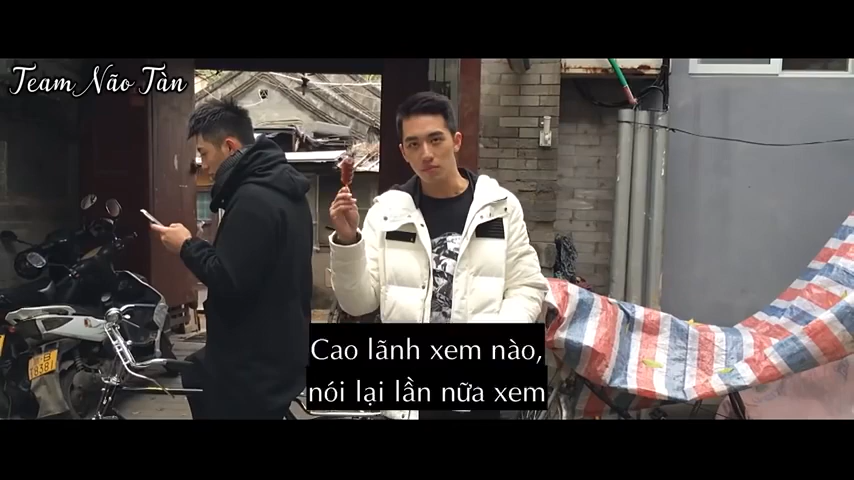 Team Não Tàn
Cao lãnh xem nào,
nói lại lần nữa xem